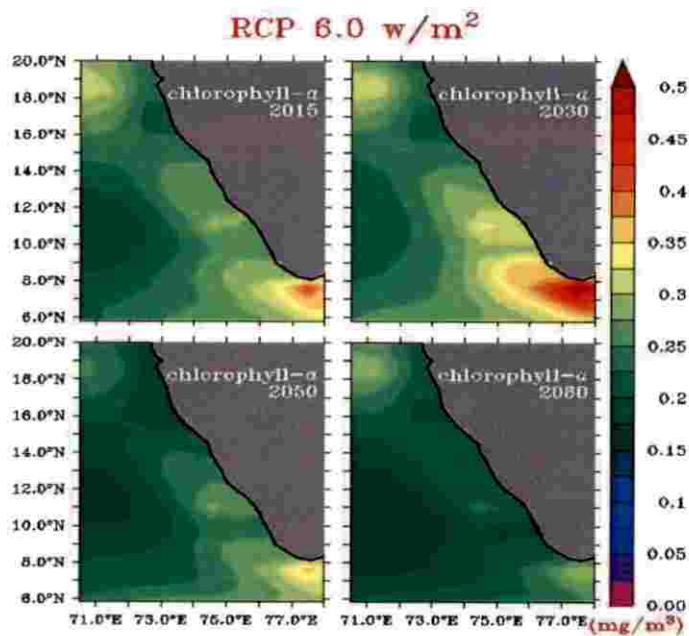 RCP 6.0 w/m²
20.0°N
18.0°N
16.0°N
14.0°N
12.0°N
10.0°N
8.0°N
6.0°N
chlorophyll-a
2015
chlorophyll-a
2030
20.0°N
18.0°N
16.0°N
14.0°N
12.0°N
10.0°N
8.0°N
6.0°N
chlorophyll-a
2050
chlorophyll-a
2080
71.0°E 73.0°E 75.0°E 77.0°E
71.0°E 73.0°E 75.0°E 77.0°E
0.5
0.45
0.4
0.35
0.3
0.25
0.2
0.15
0.1
0.05
0.00
(mg/m³)